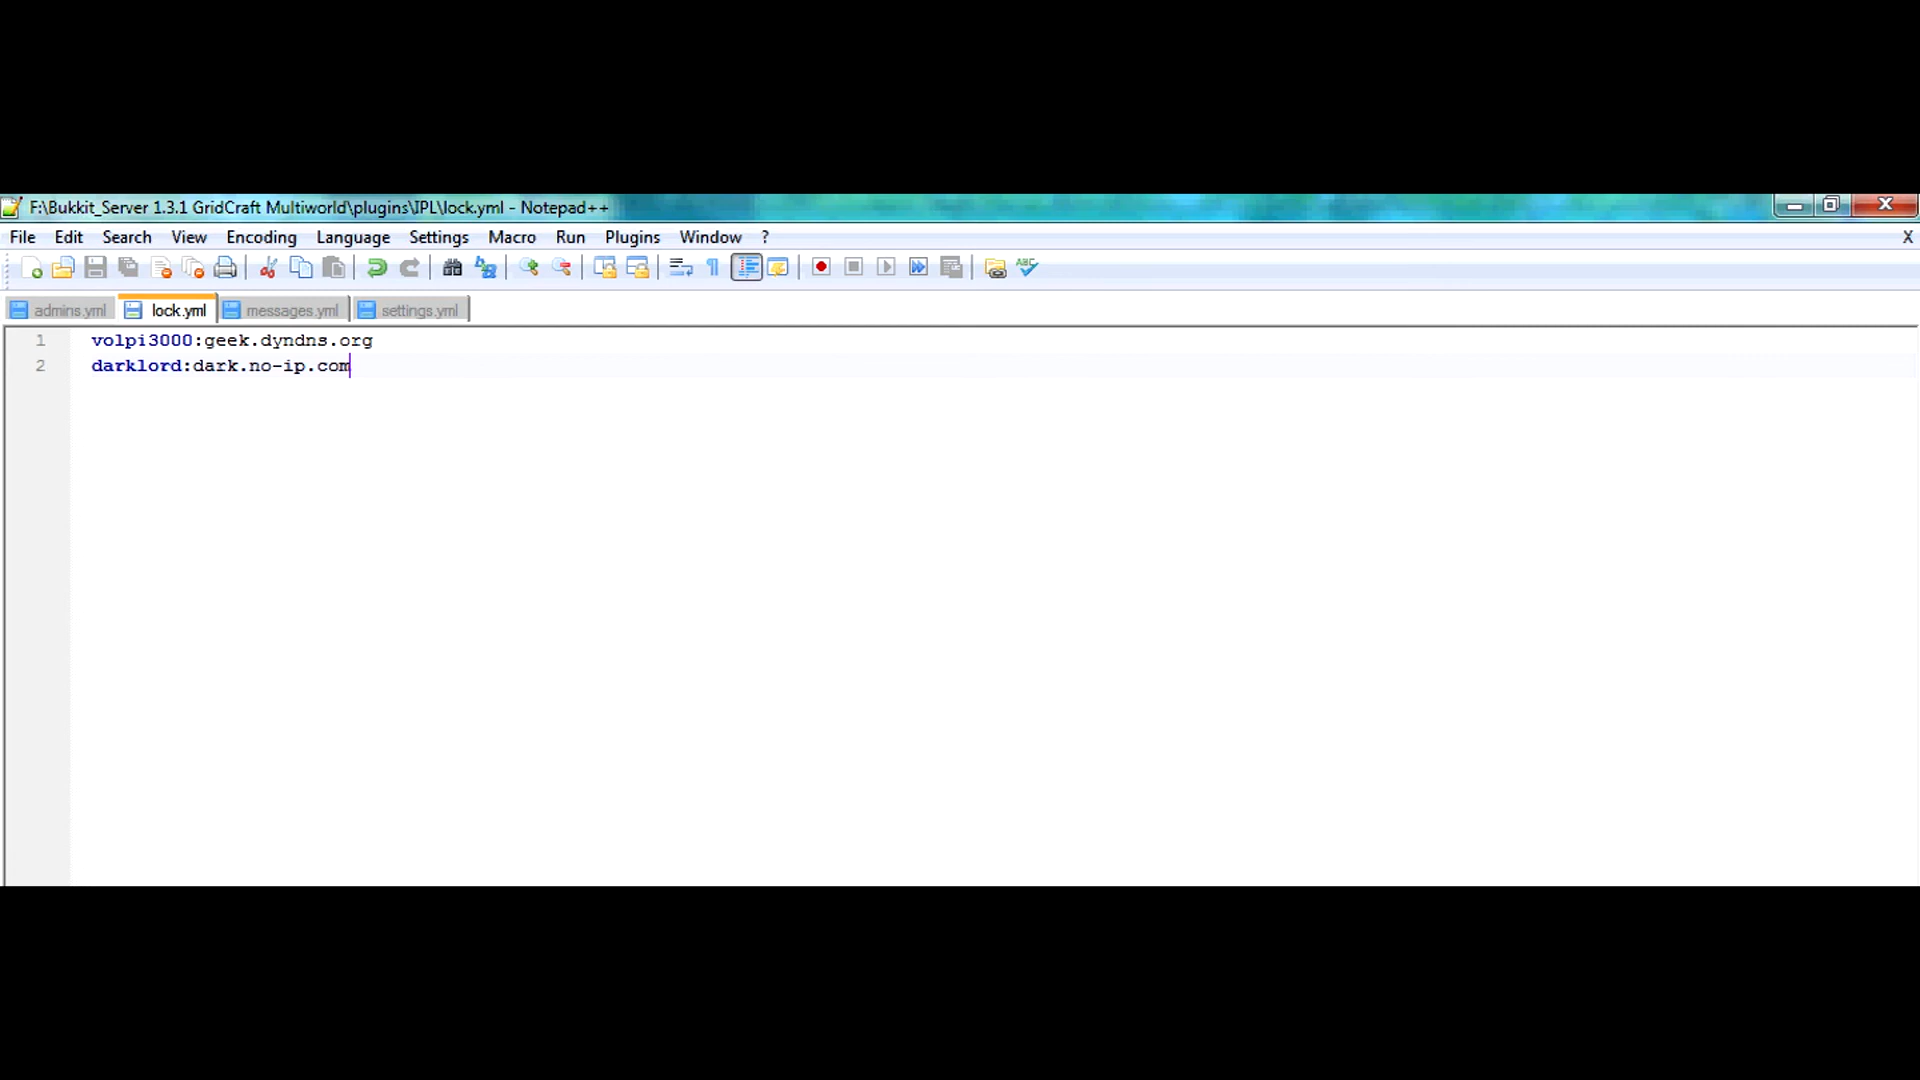 F:\Bukkit_Server 1.3.1 GridCraft Multiworld\plugins\IPL\lock.yml - Notepad++
File Edit Search View Encoding Language Settings Macro Run Plugins Window ? X
admins.yml lock.yml messages.yml settings.yml
1 volpi3000:geek.dyndns.org
2 darklord:dark.no-ip.com